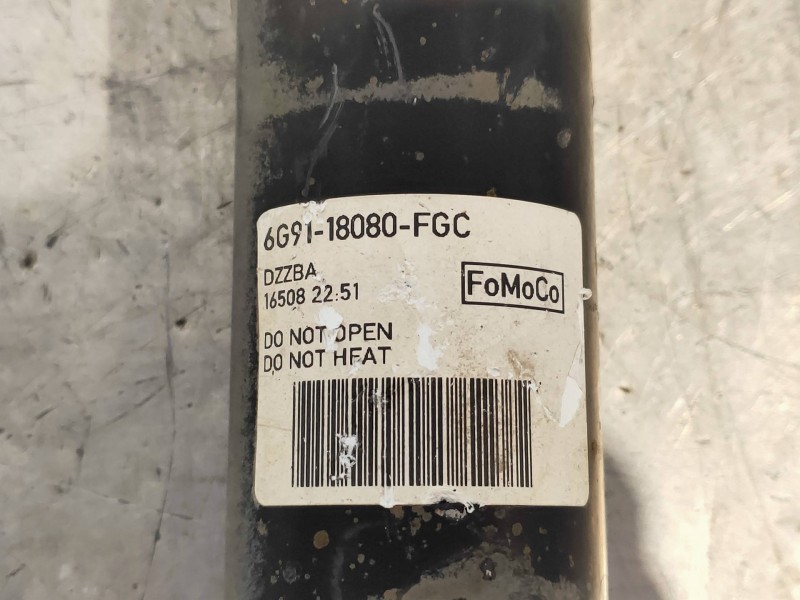 6G91-18080-FGC
DZZBA
16508 22:51
FoMoCo
DO NOT OPEN
DO NOT HEAT